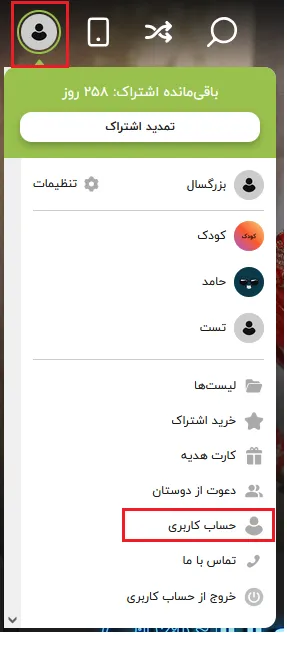 باقی‌مانده اشتراک: ۲۵۸ روز
تمدید اشتراک
بزرگسال
تنظیمات
کودک
کودک
حامد
تست
لیست‌ها
خرید اشتراک
کارت هدیه
دعوت از دوستان
حساب کاربری
تماس با ما
خروج از حساب کاربری